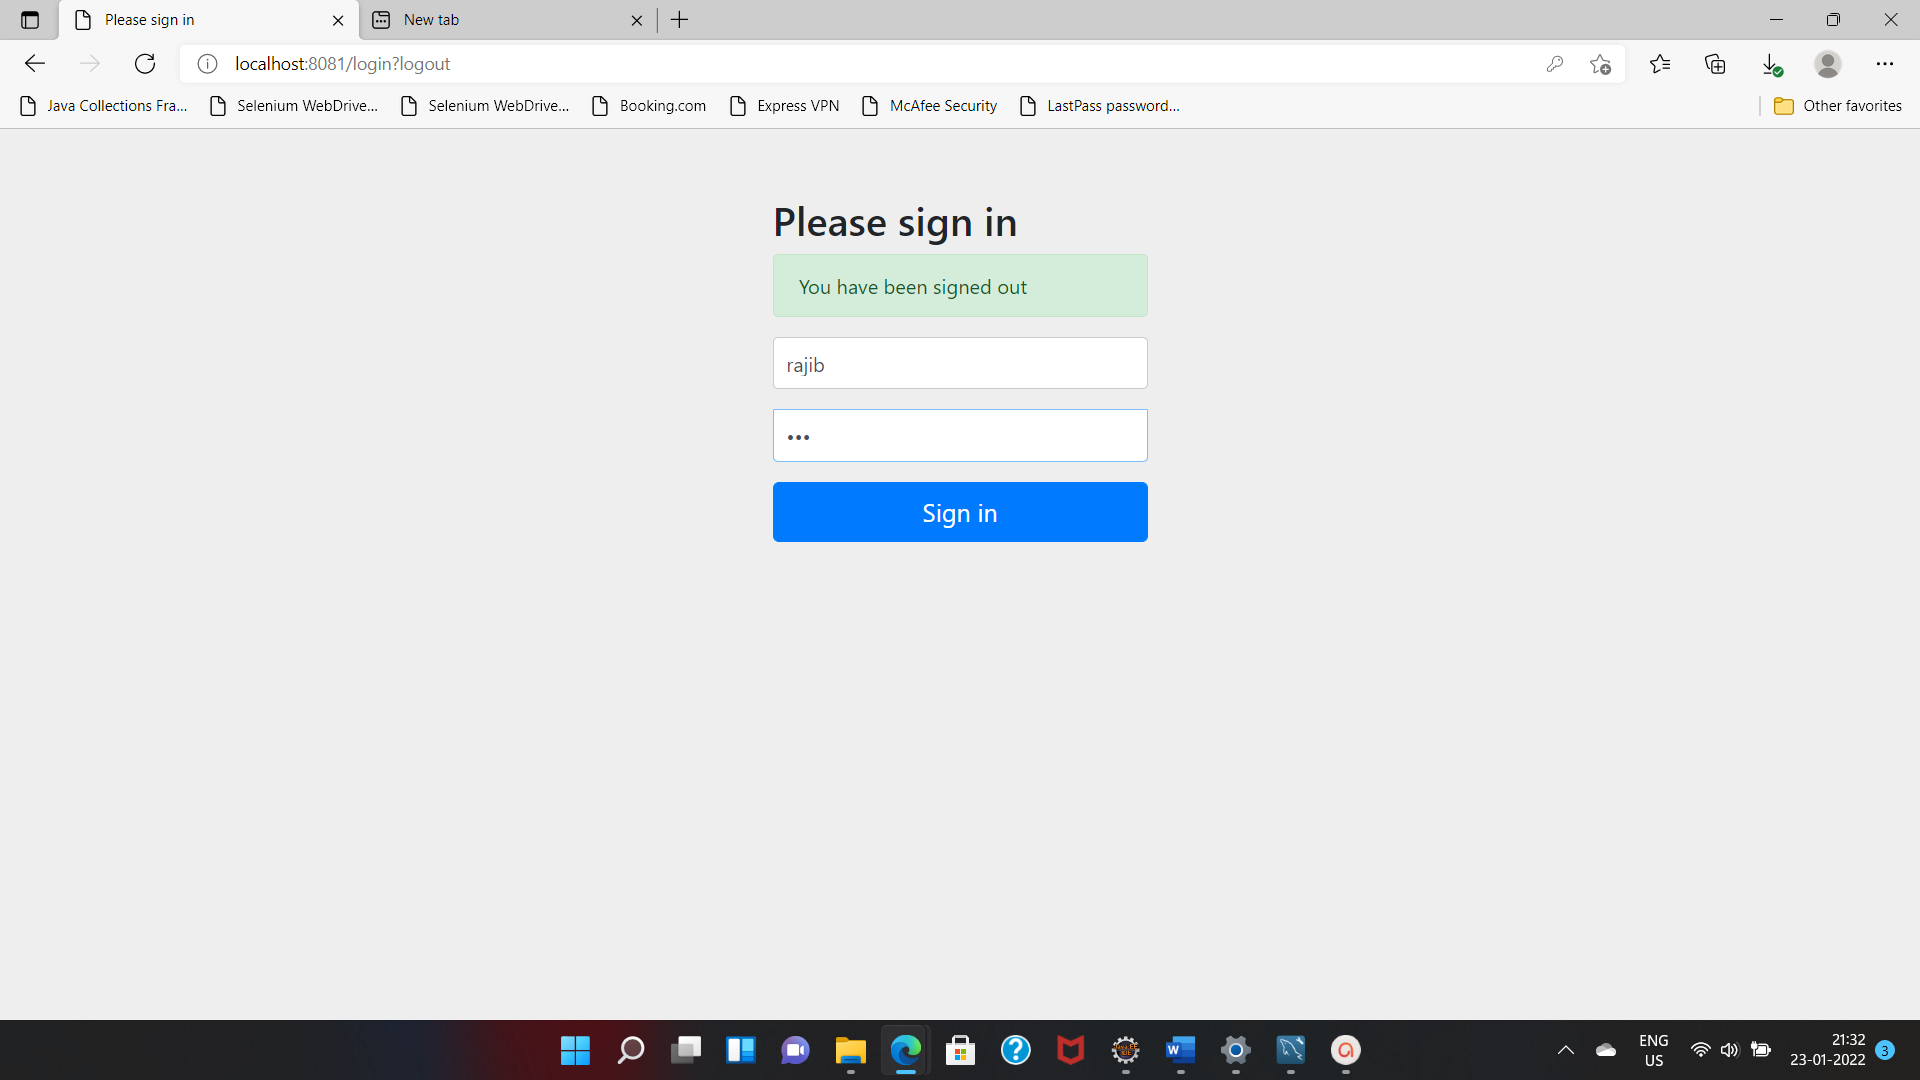 Please sign in
New tab
localhost:8081/login?logout
Java Collections Fra...
Selenium WebDrive...
Selenium WebDrive...
Booking.com
Express VPN
McAfee Security
LastPass password...
Other favorites
Please sign in
You have been signed out
rajib
Sign in
ENG
US
21:32
23-01-2022
3